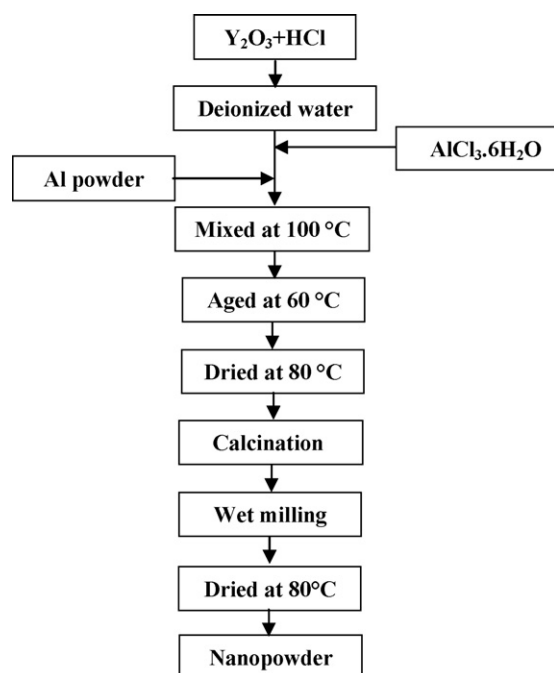 Y₂O₃+HCl
Deionized water
AlCl₃.6H₂O
Al powder
Mixed at 100 °C
Aged at 60 °C
Dried at 80 °C
Calcination
Wet milling
Dried at 80°C
Nanopowder